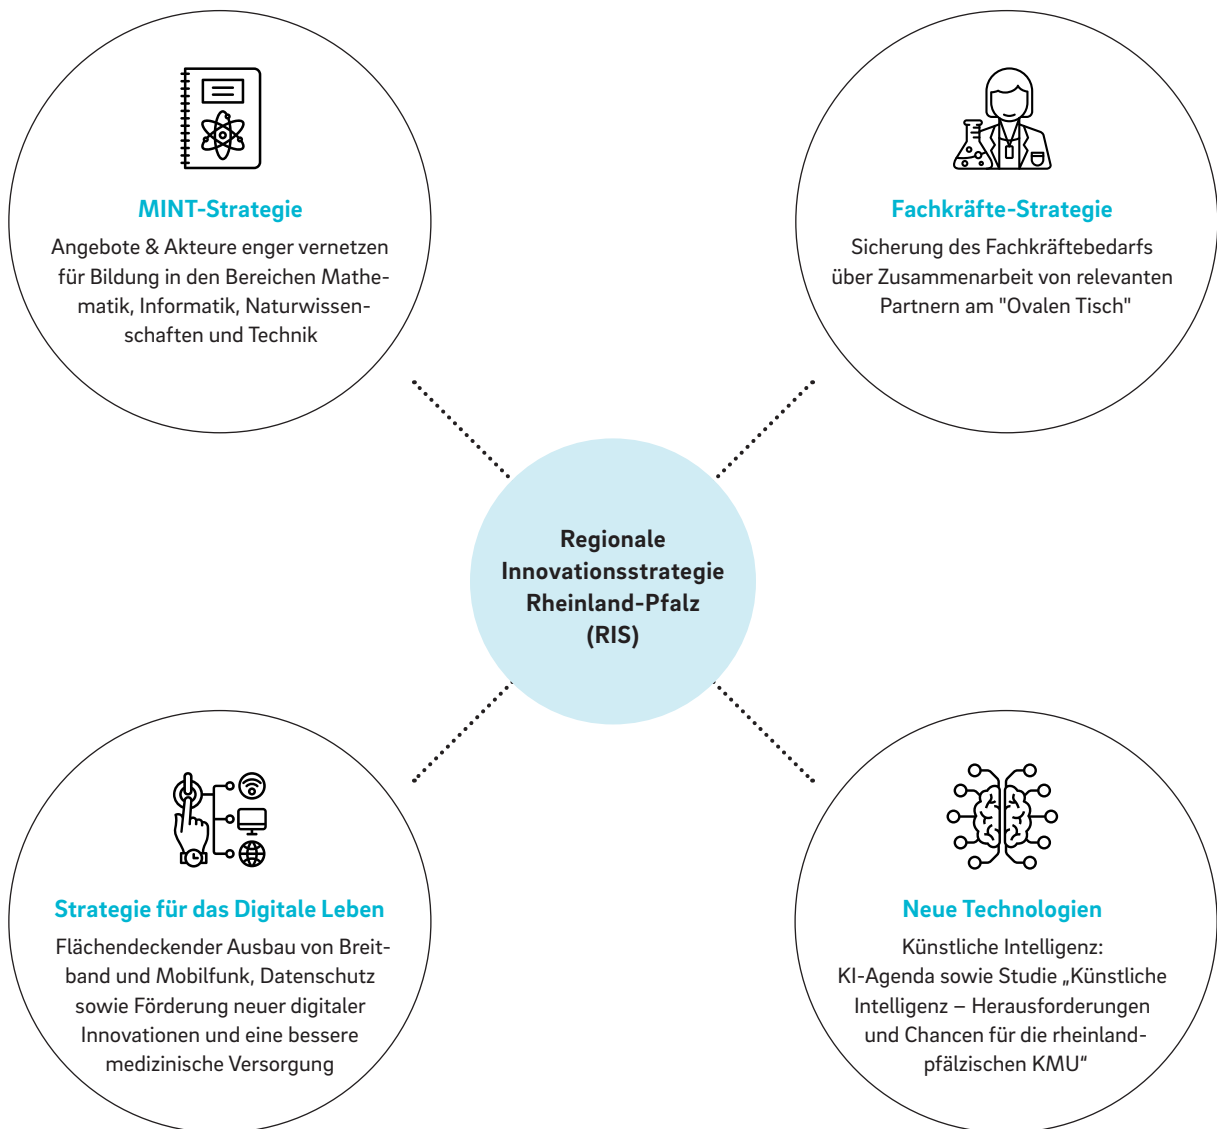 MINT-Strategie
Angebote & Akteure enger vernetzen
für Bildung in den Bereichen Mathe-
matik, Informatik, Naturwissen-
schaften und Technik
Fachkräfte-Strategie
Sicherung des Fachkräftebedarfs
über Zusammenarbeit von relevanten
Partnern am "Ovalen Tisch"
Regionale
Innovationsstrategie
Rheinland-Pfalz
(RIS)
Strategie für das Digitale Leben
Flächendeckender Ausbau von Breit-
band und Mobilfunk, Datenschutz
sowie Förderung neuer digitaler
Innovationen und eine bessere
medizinische Versorgung
Neue Technologien
Künstliche Intelligenz:
KI-Agenda sowie Studie „Künstliche
Intelligenz – Herausforderungen
und Chancen für die rheinland-
pfälzischen KMU“